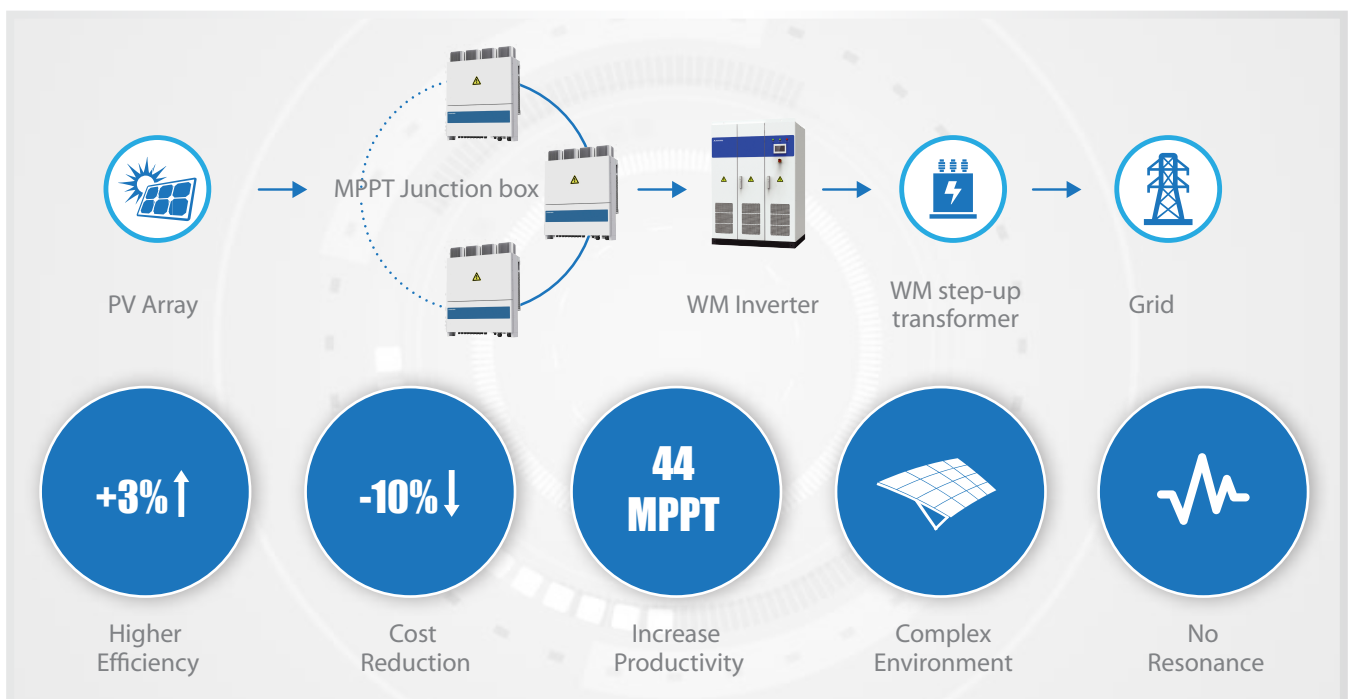 MPPT Junction box
PV Array
WM Inverter
WM step-up
transformer
Grid
+3%
-10%
44
MPPT
Higher
Efficiency
Cost
Reduction
Increase
Productivity
Complex
Environment
No
Resonance